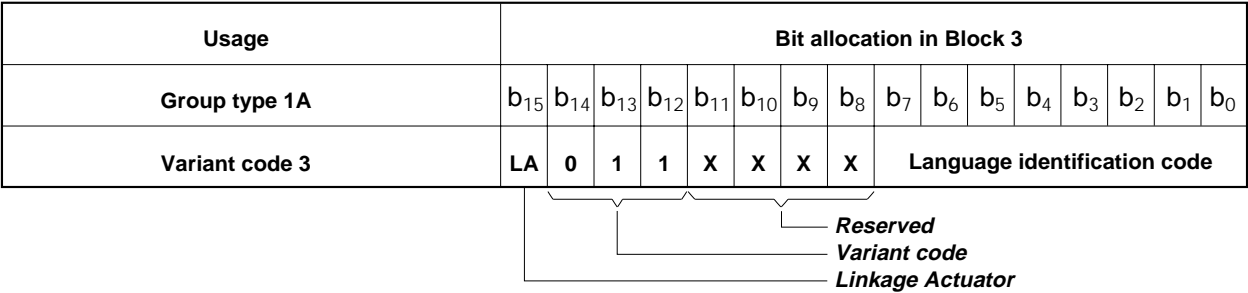 Usage Bit allocation in Block 3
Group type 1A b15 b14 b13 b12 b11 b10 b9 b8 b7 b6 b5 b4 b3 b2 b1 b0
Variant code 3 LA 0 1 1 X X X X Language identification code
Reserved
Variant code
Linkage Actuator